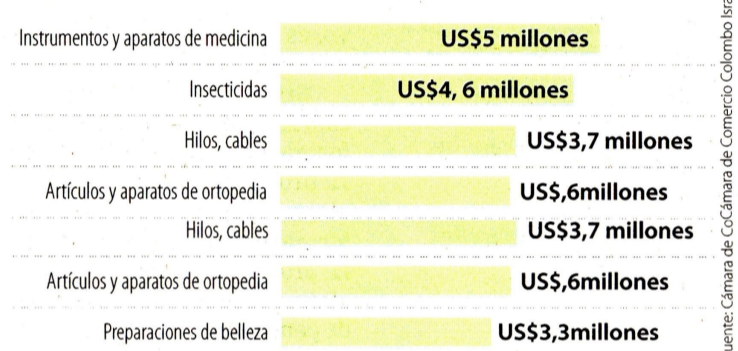 Instrumentos y aparatos de medicina US$5 millones
Insecticidas US$4, 6 millones
Hilos, cables US$3,7 millones
Artículos y aparatos de ortopedia US$,6millones
Hilos, cables US$3,7 millones
Artículos y aparatos de ortopedia US$,6millones
Preparaciones de belleza US$3,3millones
uente: Cámara de CoCámara de Comercio Colombo Isra